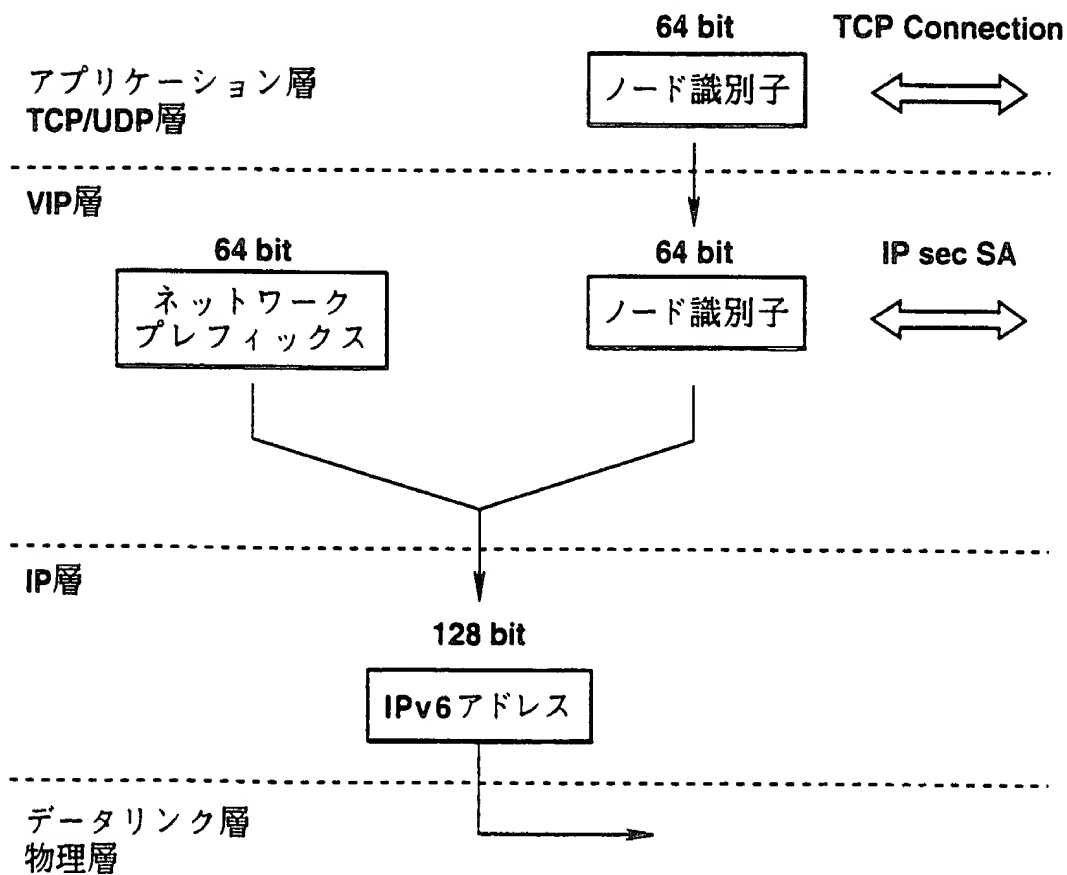 64 bit TCP Connection
アプリケーション層
TCP/UDP層
ノード識別子
VIP層
64 bit 64 bit IP sec SA
ネットワーク
プレフィックス
ノード識別子
IP層
128 bit
IPv6アドレス
データリンク層
物理層